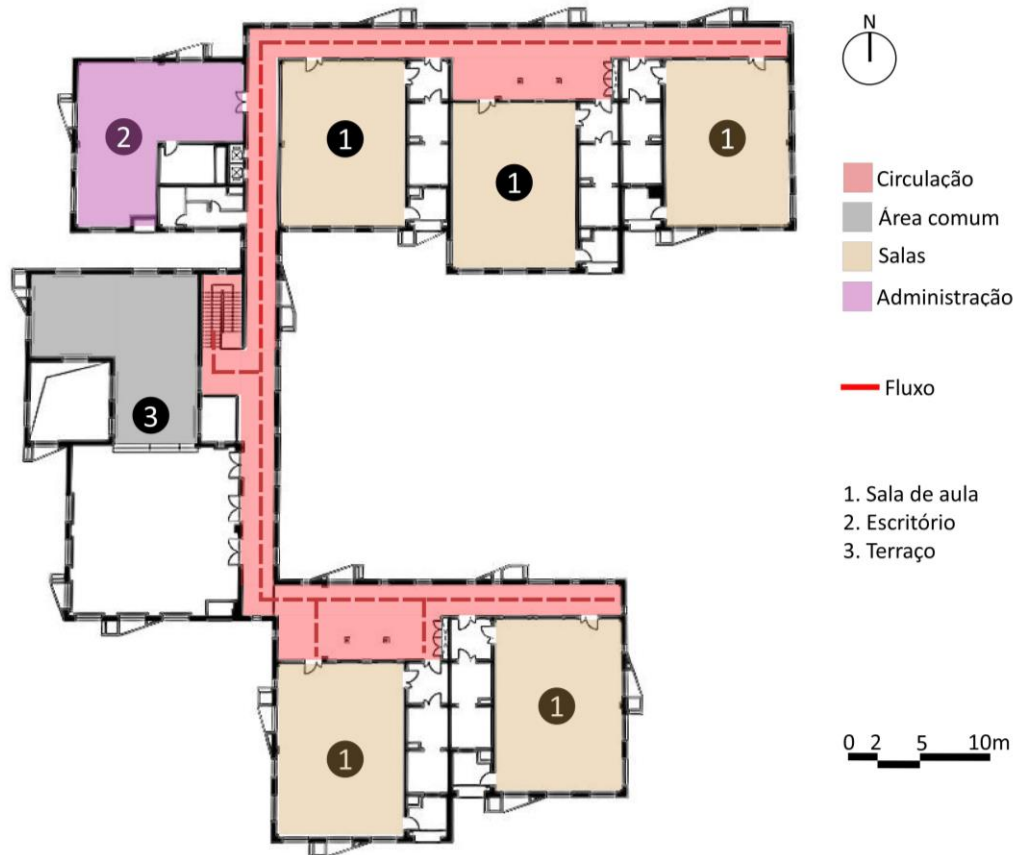 N
2
1
1
1
Circulação
Área comum
Salas
Administração
3
Fluxo
1. Sala de aula
2. Escritório
3. Terraço
1
1
0 2 5 10m